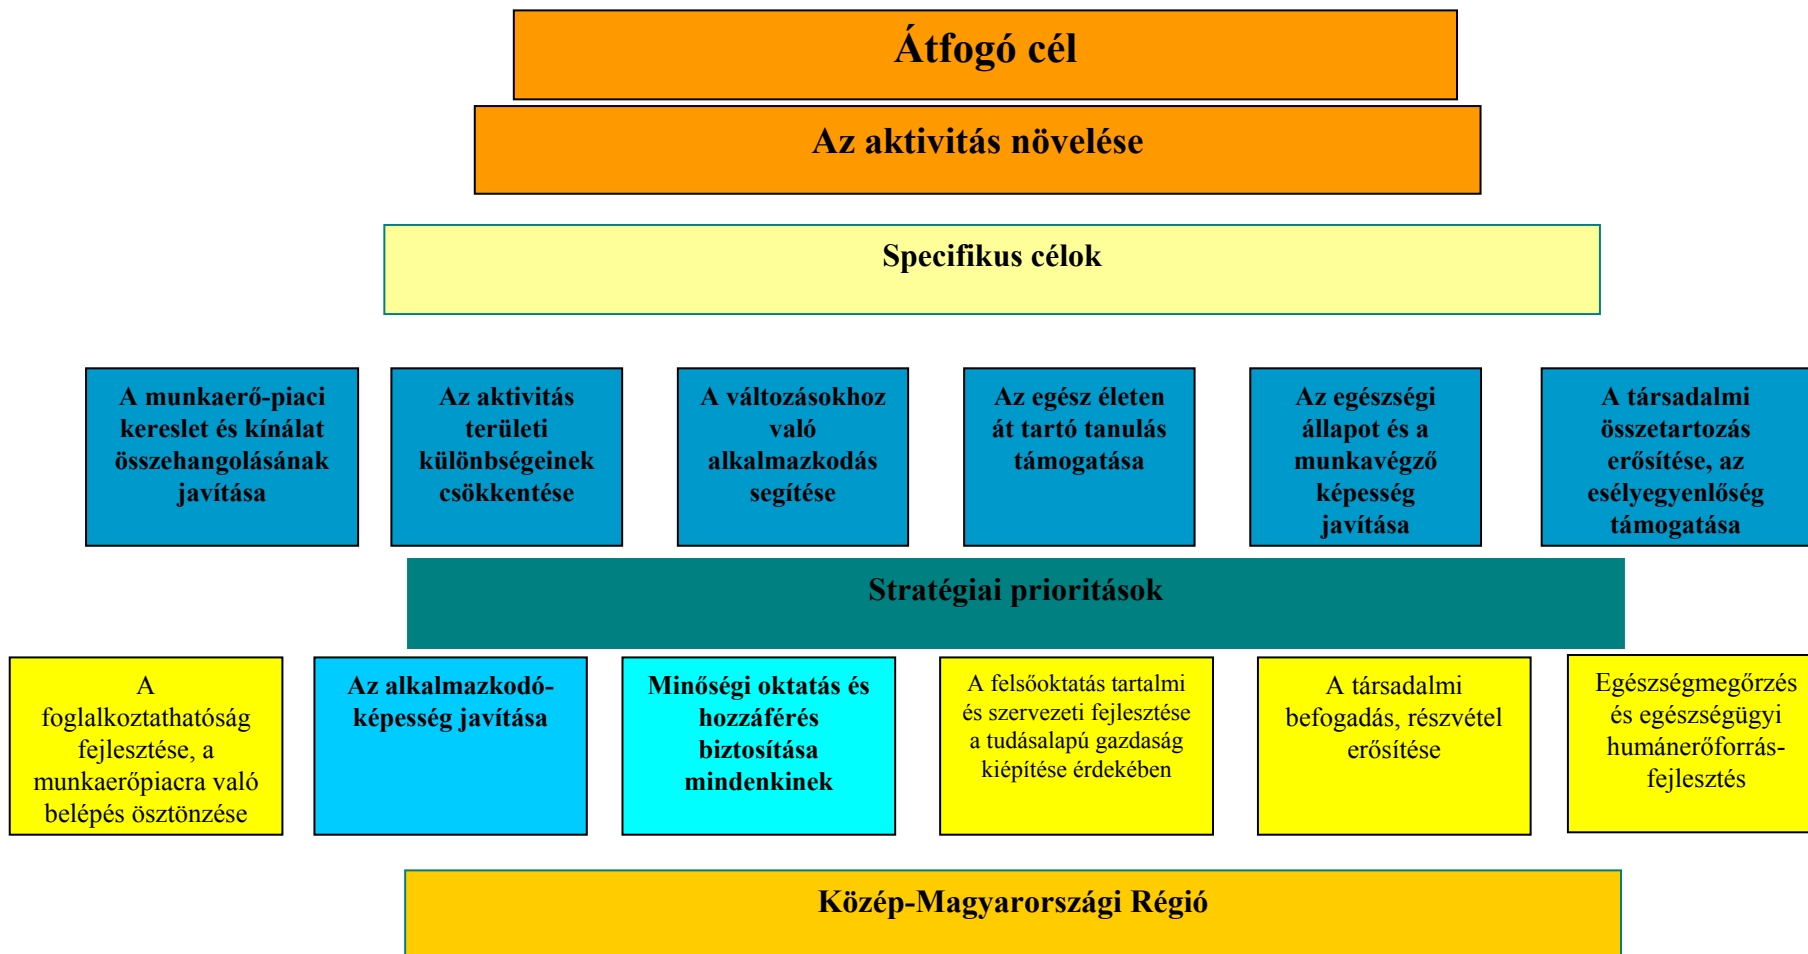 Átfogó cél
Az aktivitás növelése
Specifikus célok
A munkaerő-piaci
kereslet és kínálat
összehangolásának
javítása
Az aktivitás
területi
különbségeinek
csökkentése
A változásokhoz
való
alkalmazkodás
segítése
Az egész életen
át tartó tanulás
támogatása
Az egészségi
állapot és a
munkavégző
képesség
javítása
A társadalmi
összetartozás
erősítése, az
esélyegyenlőség
támogatása
Stratégiai prioritások
A
foglalkoztathatóság
fejlesztése, a
munkaerőpiacra való
belépés ösztönzése
Az alkalmazkodó-
képesség javítása
Minőségi oktatás és
hozzáférés
biztosítása
mindenkinek
A felsőoktatás tartalmi
és szervezeti fejlesztése
a tudásalapú gazdaság
kiépítése érdekében
A társadalmi
befogadás, részvétel
erősítése
Egészségmegőrzés
és egészségügyi
humánerőforrás-
fejlesztés
Közép-Magyarországi Régió